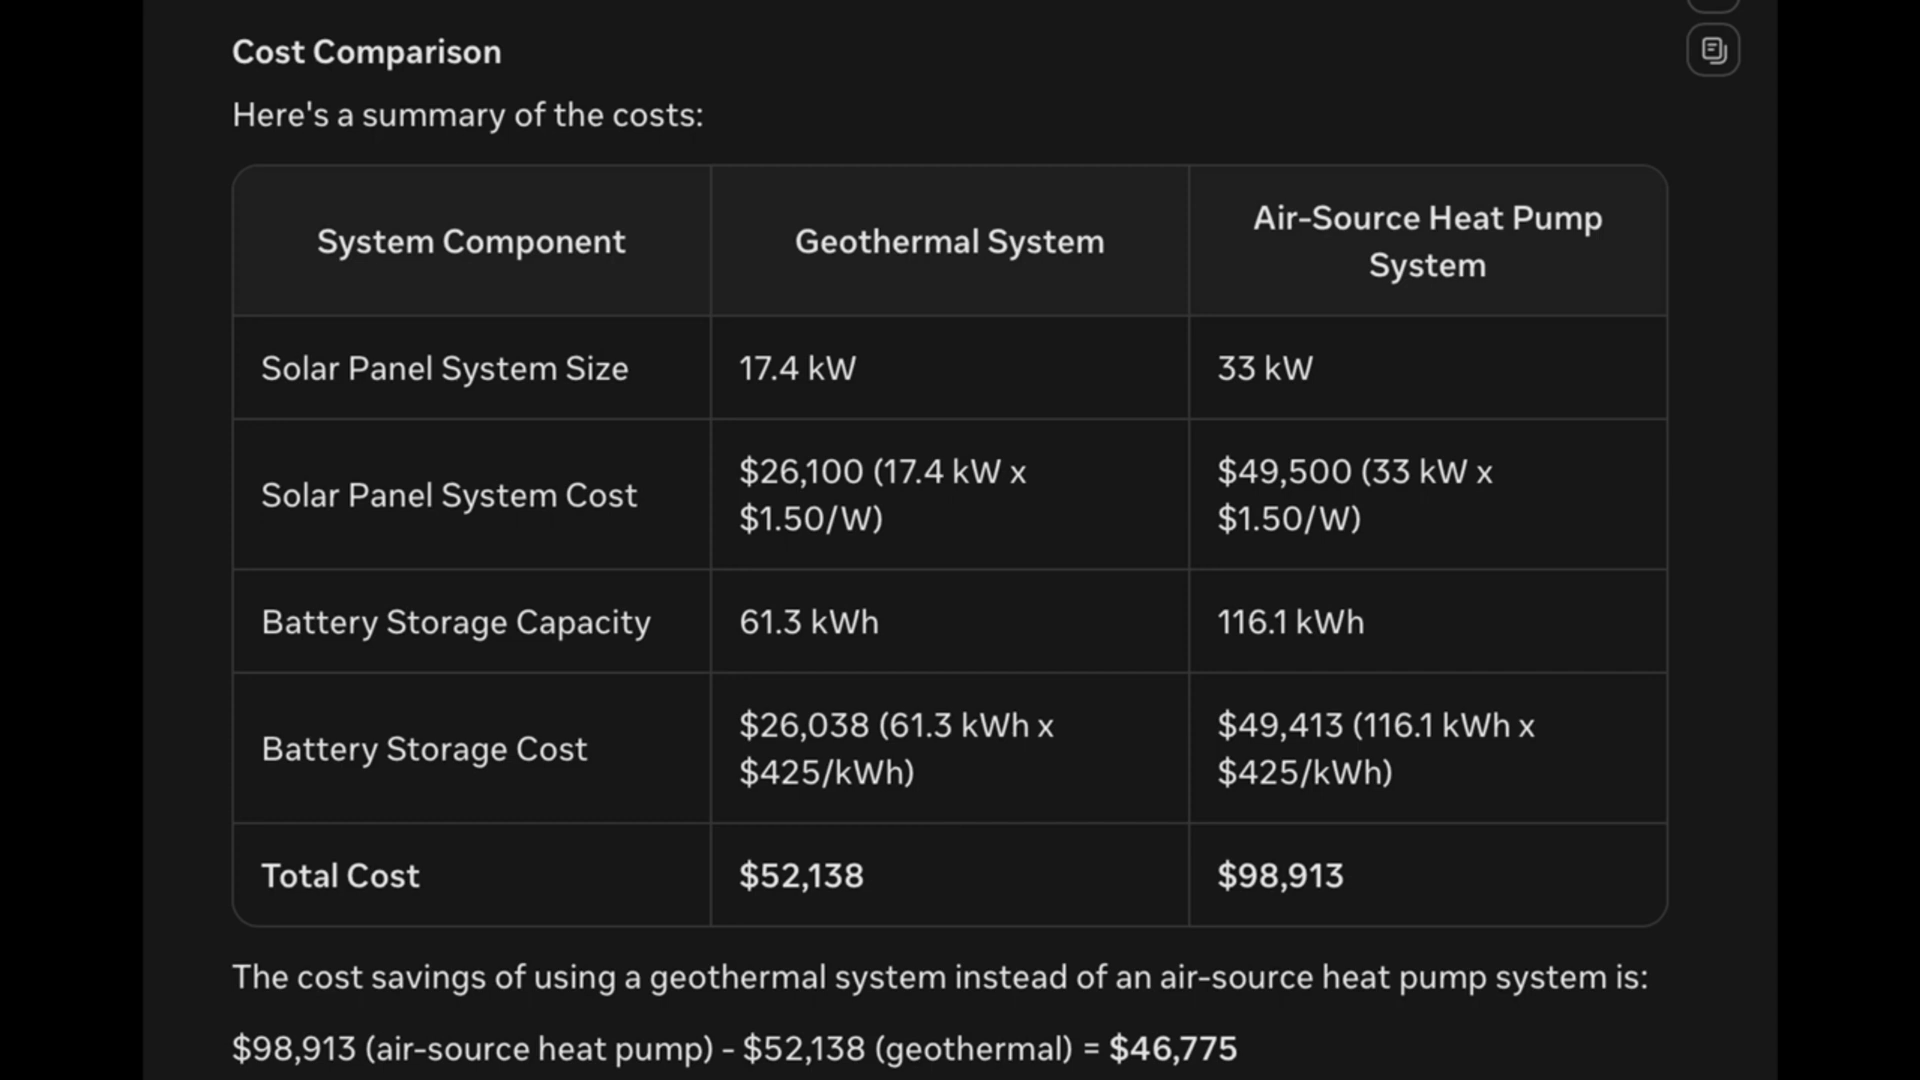 Cost Comparison
Here's a summary of the costs:
System Component
Geothermal System
Air-Source Heat Pump
System
Solar Panel System Size
17.4 kW
33 kW
Solar Panel System Cost
$26,100 (17.4 kW x
$1.50/W)
$49,500 (33 kW x
$1.50/W)
Battery Storage Capacity
61.3 kWh
116.1 kWh
Battery Storage Cost
$26,038 (61.3 kWh x
$425/kWh)
$49,413 (116.1 kWh x
$425/kWh)
Total Cost
$52,138
$98,913
The cost savings of using a geothermal system instead of an air-source heat pump system is:
$98,913 (air-source heat pump) - $52,138 (geothermal) = $46,775